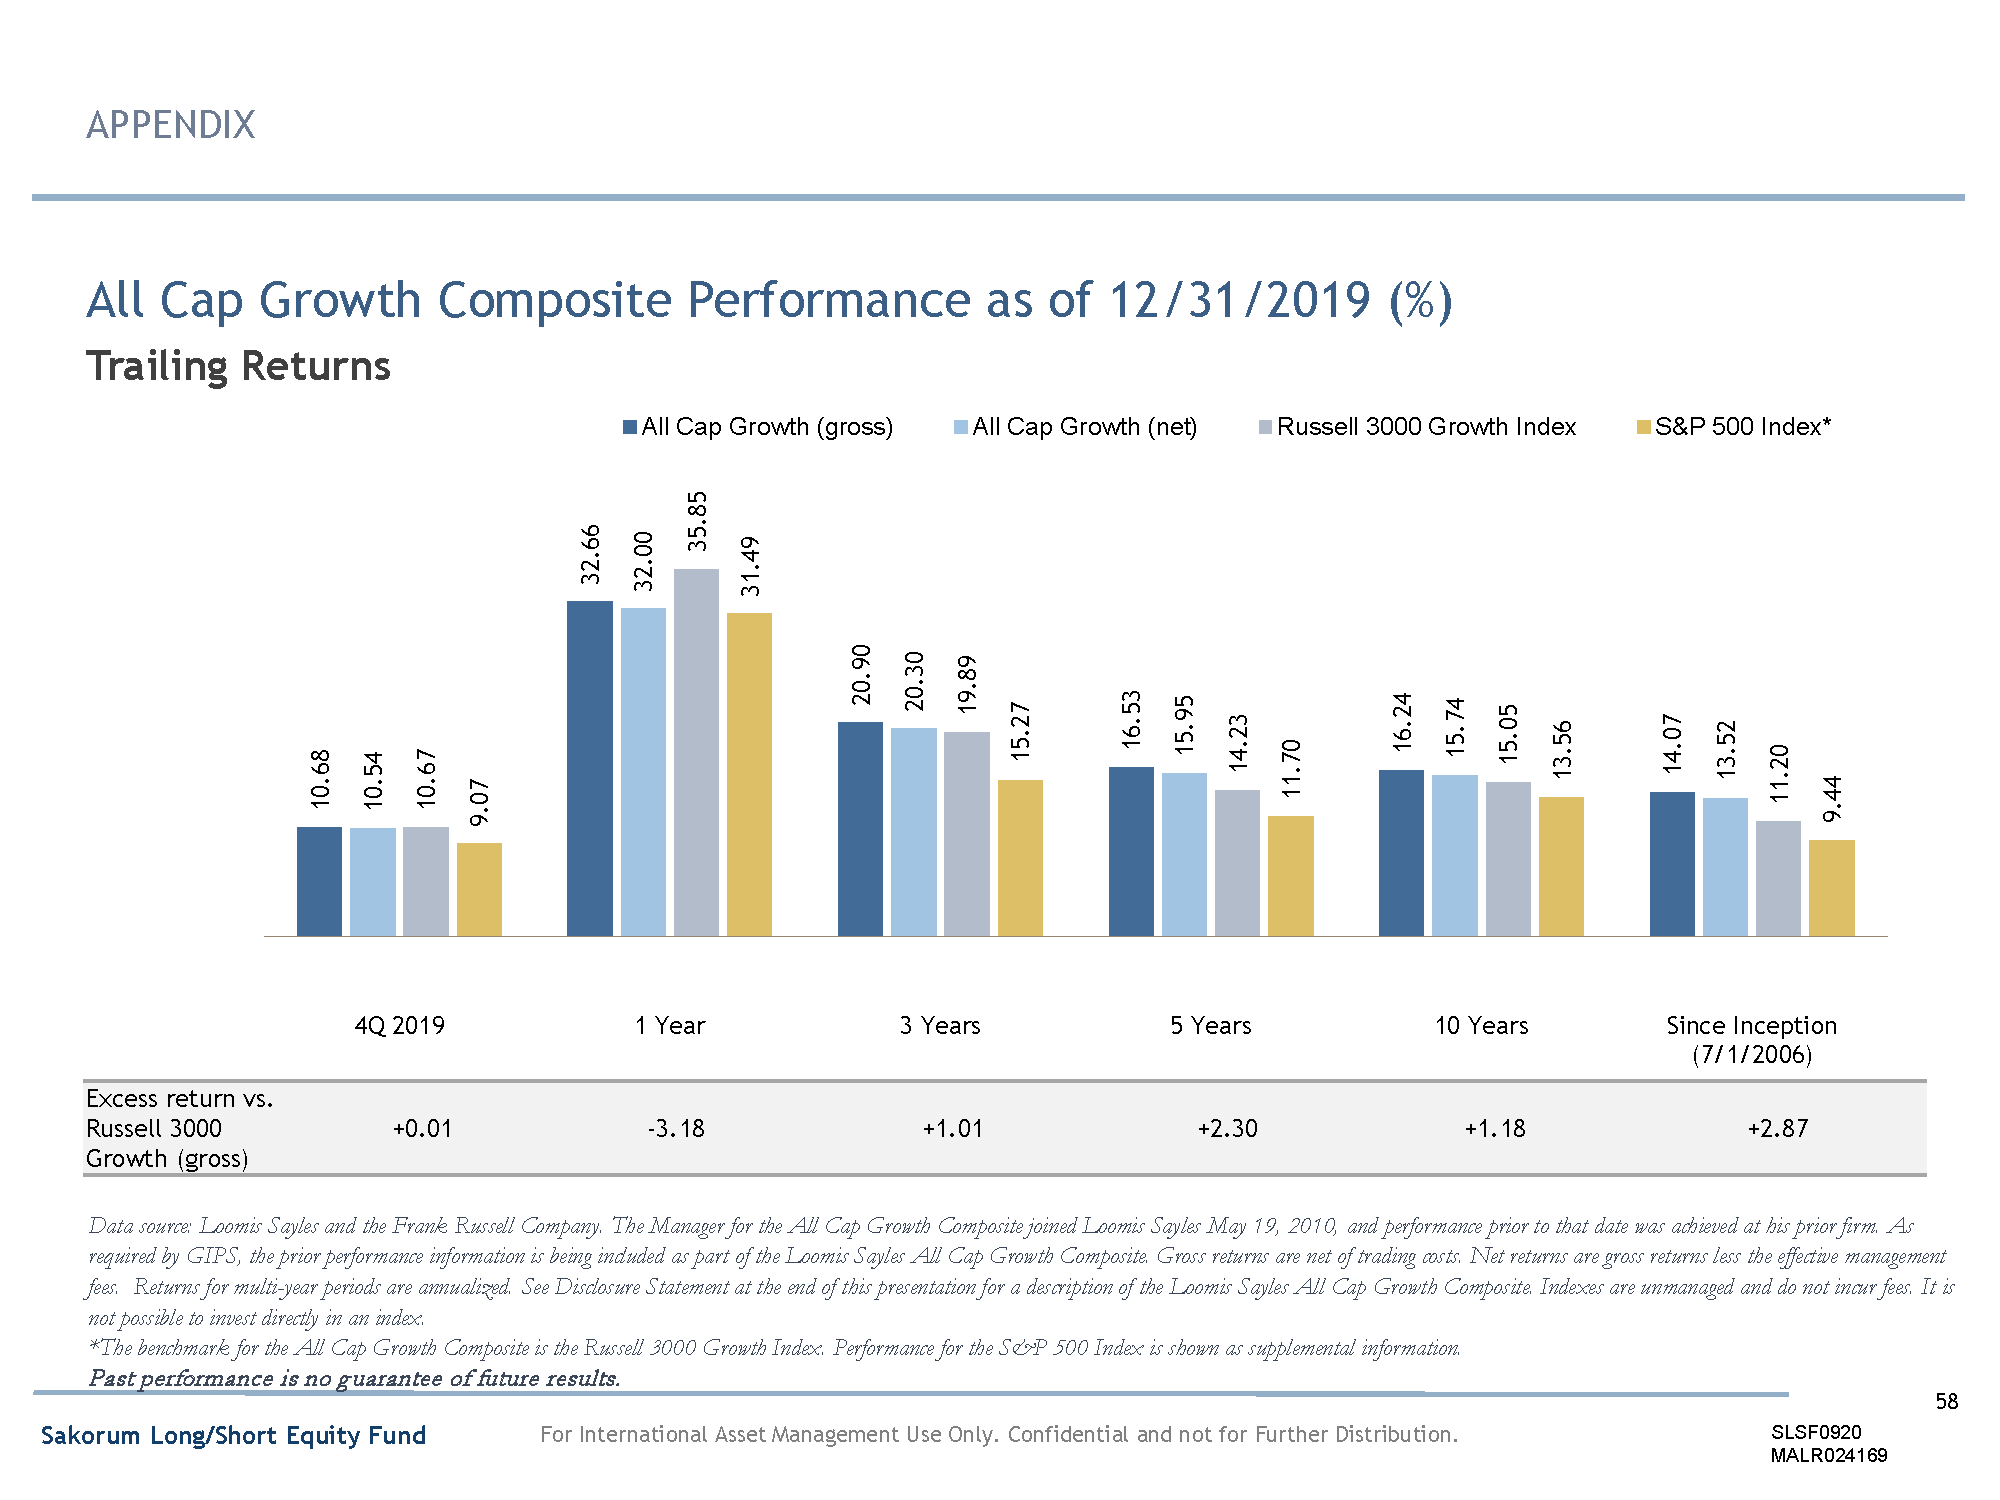 APPENDIX
All Cap Growth Composite Performance as of 12/31/2019 (%)
Trailing Returns
All Cap Growth (gross) All Cap Growth (net) Russell 3000 Growth Index S&P 500 Index*
10.68 10.54 10.67 9.07
32.66 32.00 35.85 31.49
20.90 20.30 19.89 15.27
16.53 15.95 14.23 11.70
16.24 15.74 15.05 13.56
14.07 13.52 11.20 9.44
4Q 2019 1 Year 3 Years 5 Years 10 Years Since Inception
(7/1/2006)
Excess return vs.
Russell 3000 +0.01 -3.18 +1.01 +2.30 +1.18 +2.87
Growth (gross)
Data source: Loomis Sayles and the Frank Russell Company. The Manager for the All Cap Growth Composite joined Loomis Sayles May 19, 2010, and performance prior to that date was achieved at his prior firm. As
required by GIPS, the prior performance information is being included as part of the Loomis Sayles All Cap Growth Composite. Gross returns are net of trading costs. Net returns are gross returns less the effective management
fees. Returns for multi-year periods are annualized. See Disclosure Statement at the end of this presentation for a description of the Loomis Sayles All Cap Growth Composite. Indexes are unmanaged and do not incur fees. It is
not possible to invest directly in an index.
*The benchmark for the All Cap Growth Composite is the Russell 3000 Growth Index. Performance for the S&P 500 Index is shown as supplemental information.
Past performance is no guarantee of future results.
58
Sakorum Long/Short Equity Fund For International Asset Management Use Only. Confidential and not for Further Distribution. SLSF0920
MALR024169